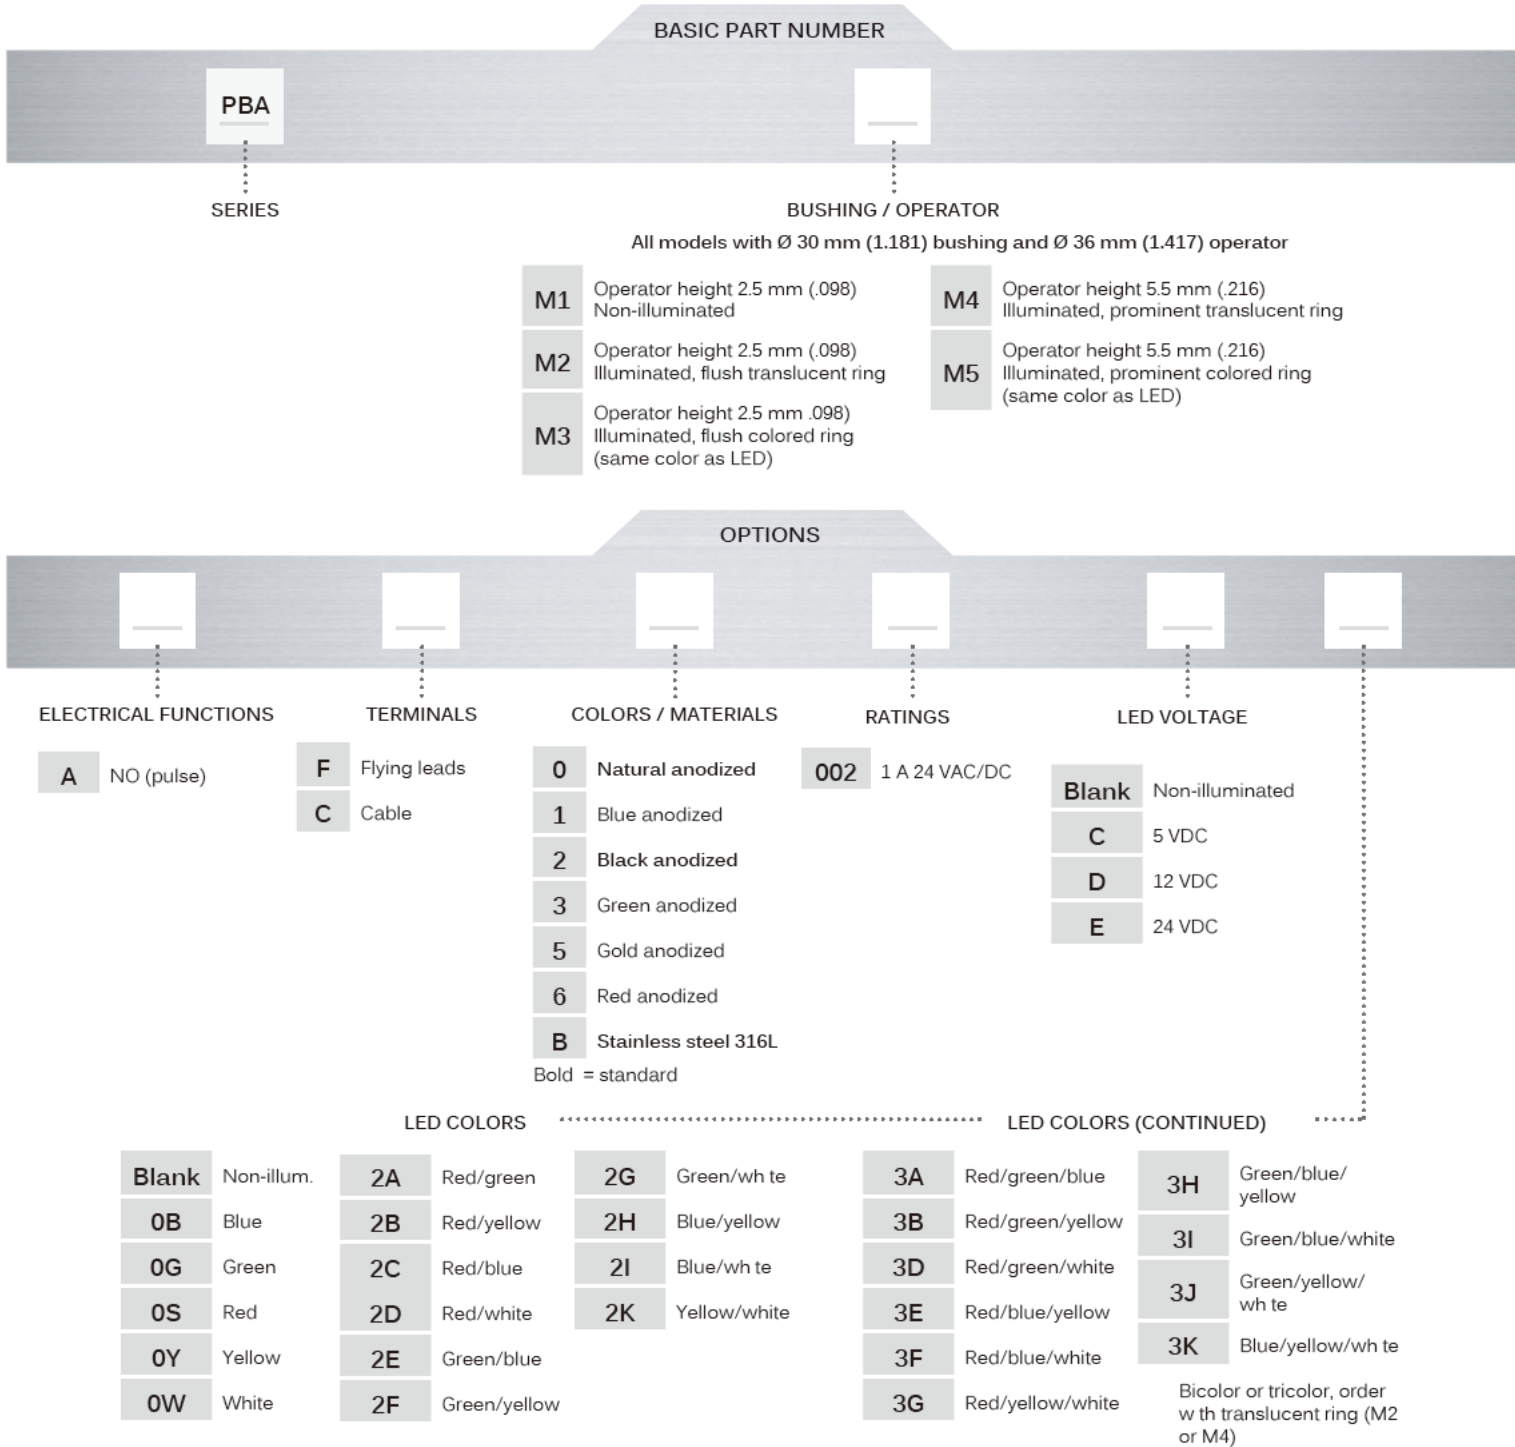 BASIC PART NUMBER
PBA
SERIES
BUSHING / OPERATOR
All models with Ø 30 mm (1.181) bushing and Ø 36 mm (1.417) operator
M1
Operator height 2.5 mm (.098)
Non-illuminated
M2
Operator height 2.5 mm (.098)
Illuminated, flush translucent ring
M3
Operator height 2.5 mm .098)
Illuminated, flush colored ring
(same color as LED)
M4
Operator height 5.5 mm (.216)
Illuminated, prominent translucent ring
M5
Operator height 5.5 mm (.216)
Illuminated, prominent colored ring
(same color as LED)
OPTIONS
ELECTRICAL FUNCTIONS
A NO (pulse)
TERMINALS
F Flying leads
C Cable
COLORS / MATERIALS
0 Natural anodized
1 Blue anodized
2 Black anodized
3 Green anodized
5 Gold anodized
6 Red anodized
B Stainless steel 316L
Bold = standard
RATINGS
002 1 A 24 VAC/DC
LED VOLTAGE
Blank Non-illuminated
C 5 VDC
D 12 VDC
E 24 VDC
LED COLORS
Blank Non-illum.
0B Blue
0G Green
0S Red
0Y Yellow
0W White
2A Red/green
2B Red/yellow
2C Red/blue
2D Red/white
2E Green/blue
2F Green/yellow
2G Green/wh te
2H Blue/yellow
2I Blue/wh te
2K Yellow/white
LED COLORS (CONTINUED)
3A Red/green/blue
3B Red/green/yellow
3D Red/green/white
3E Red/blue/yellow
3F Red/blue/white
3G Red/yellow/white
3H Green/blue/
yellow
3I Green/blue/white
3J Green/yellow/
wh te
3K Blue/yellow/wh te
Bicolor or tricolor, order
w th translucent ring (M2
or M4)